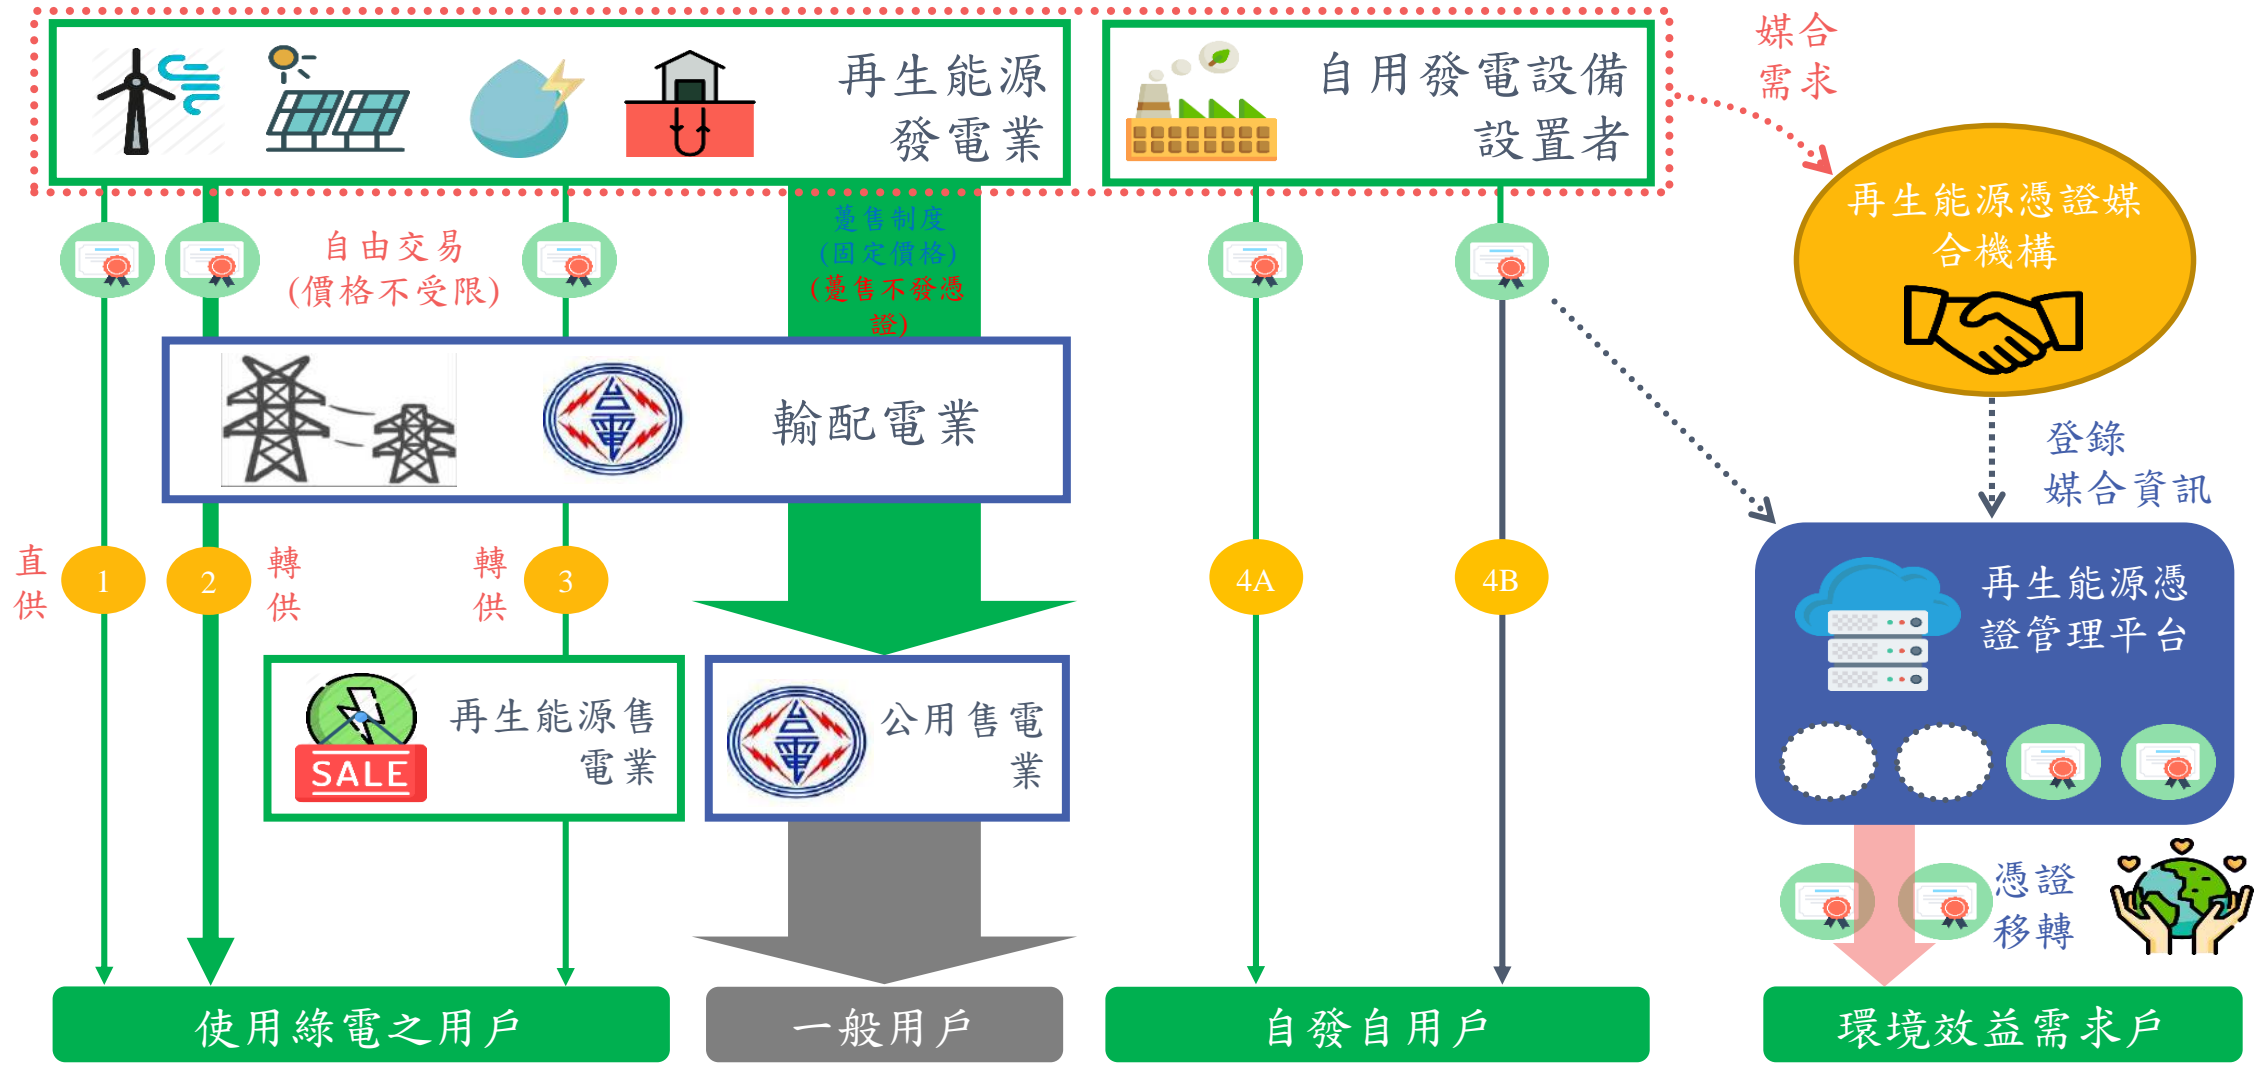 再生能源
發電業
自用發電設備
設置者
媒合
需求
再生能源憑證媒
合機構
自由交易
(價格不受限)
躉售制度
(固定價格)
(躉售不發憑
證)
輸配電業
登錄
媒合資訊
直
供
1
2
轉
供
轉
供
3
4A
4B
再生能源憑
證管理平台
SALE
再生能源售
電業
公用售電
業
憑證
移轉
使用綠電之用戶
一般用戶
自發自用戶
環境效益需求戶